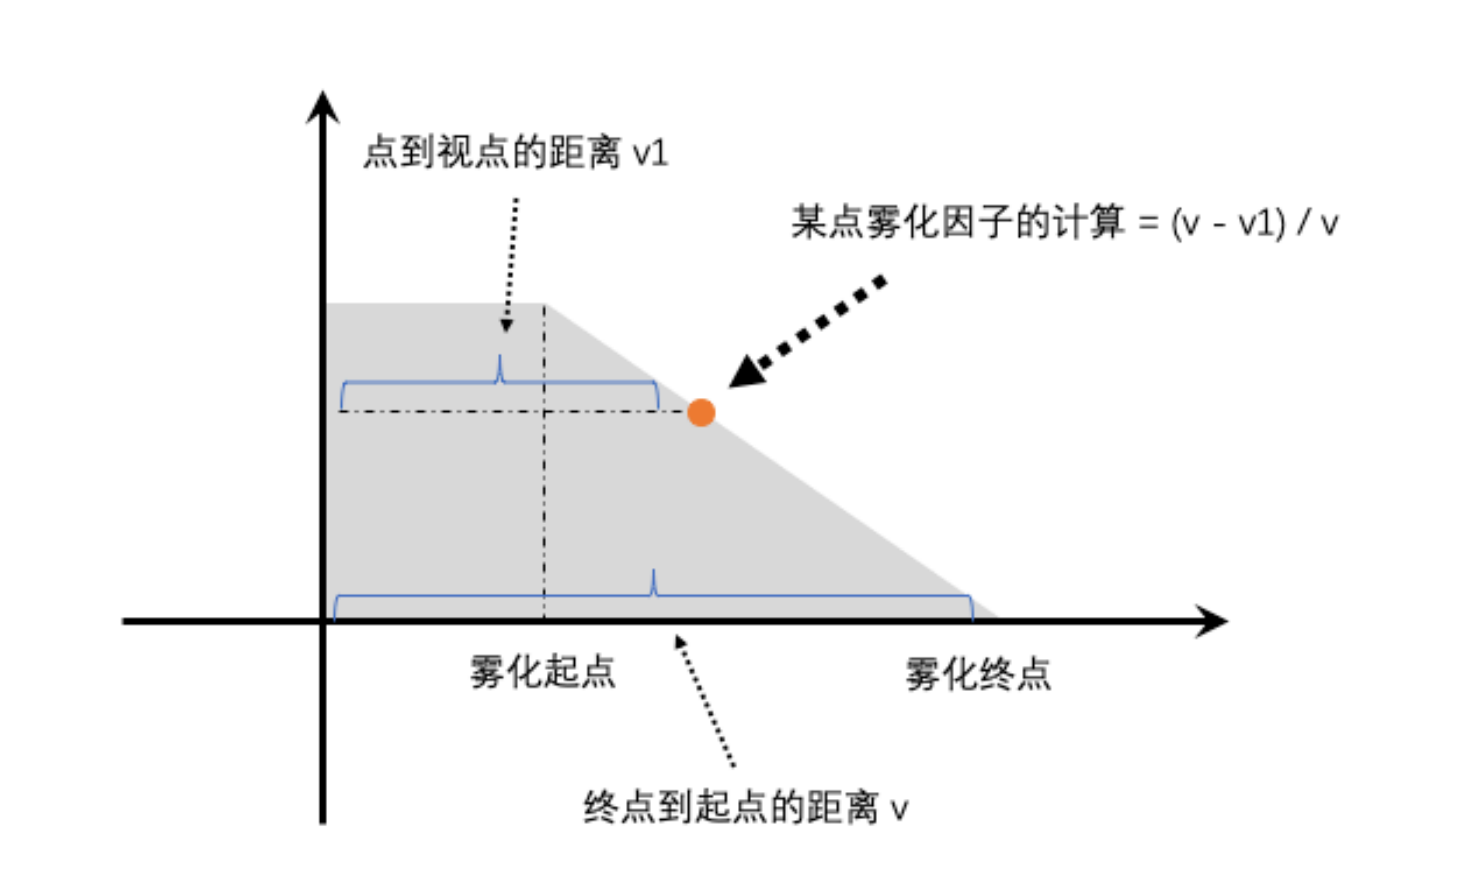 点到视点的距离 v1
某点雾化因子的计算 = (v - v1) / v
雾化起点
雾化终点
终点到起点的距离 v